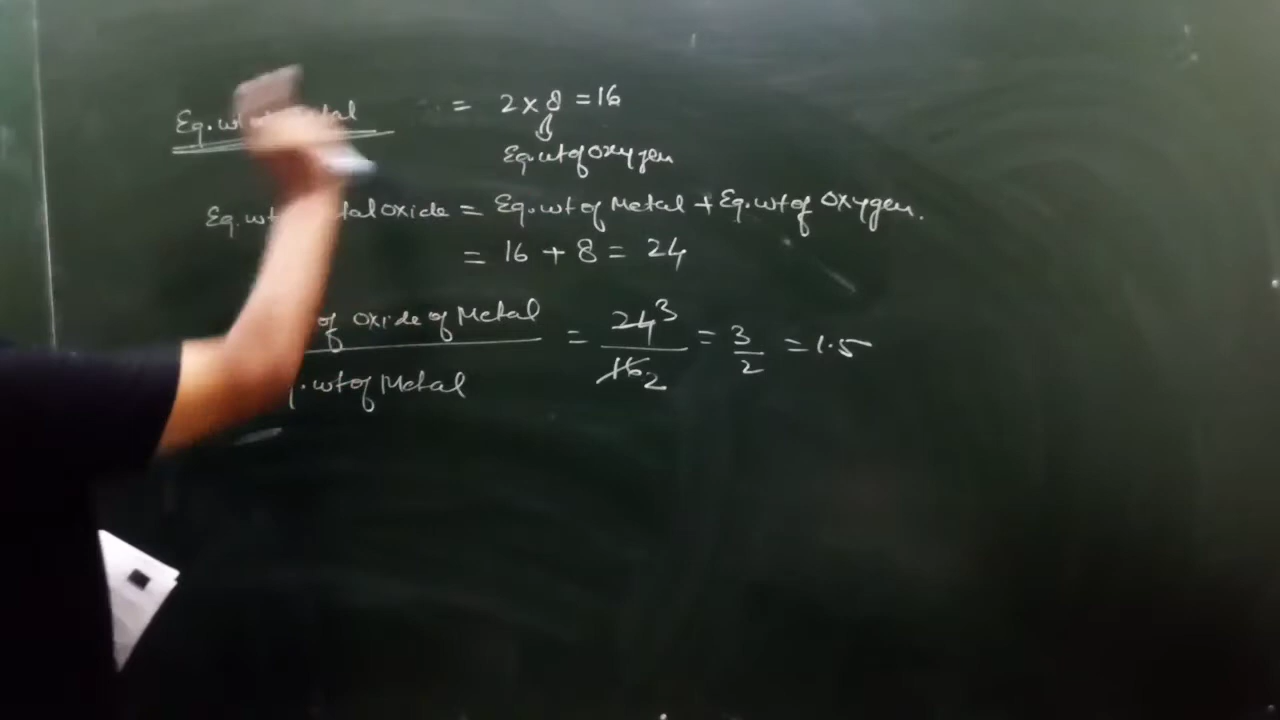 Eq.wt Metal = 2 x 8 = 16
⇓
Eq.wt of Oxygen
Eq.wt oxide = Eq.wt of Metal + Eq.wt of Oxygen.
= 16 + 8 = 24
of oxide of Metal / .wt of Metal = 24 3 / 16 2 = 3/2 = 1.5